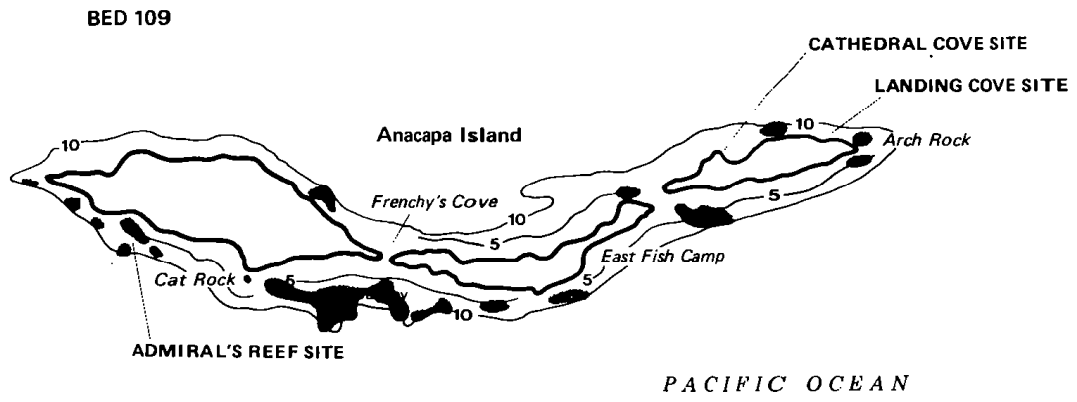 BED 109
CATHEDRAL COVE SITE
LANDING COVE SITE
10
Anacapa Island
10
Arch Rock
Frenchy's Cove
10
5
5
East Fish Camp
Cat Rock
5
5
10
ADMIRAL'S REEF SITE
PACIFIC OCEAN